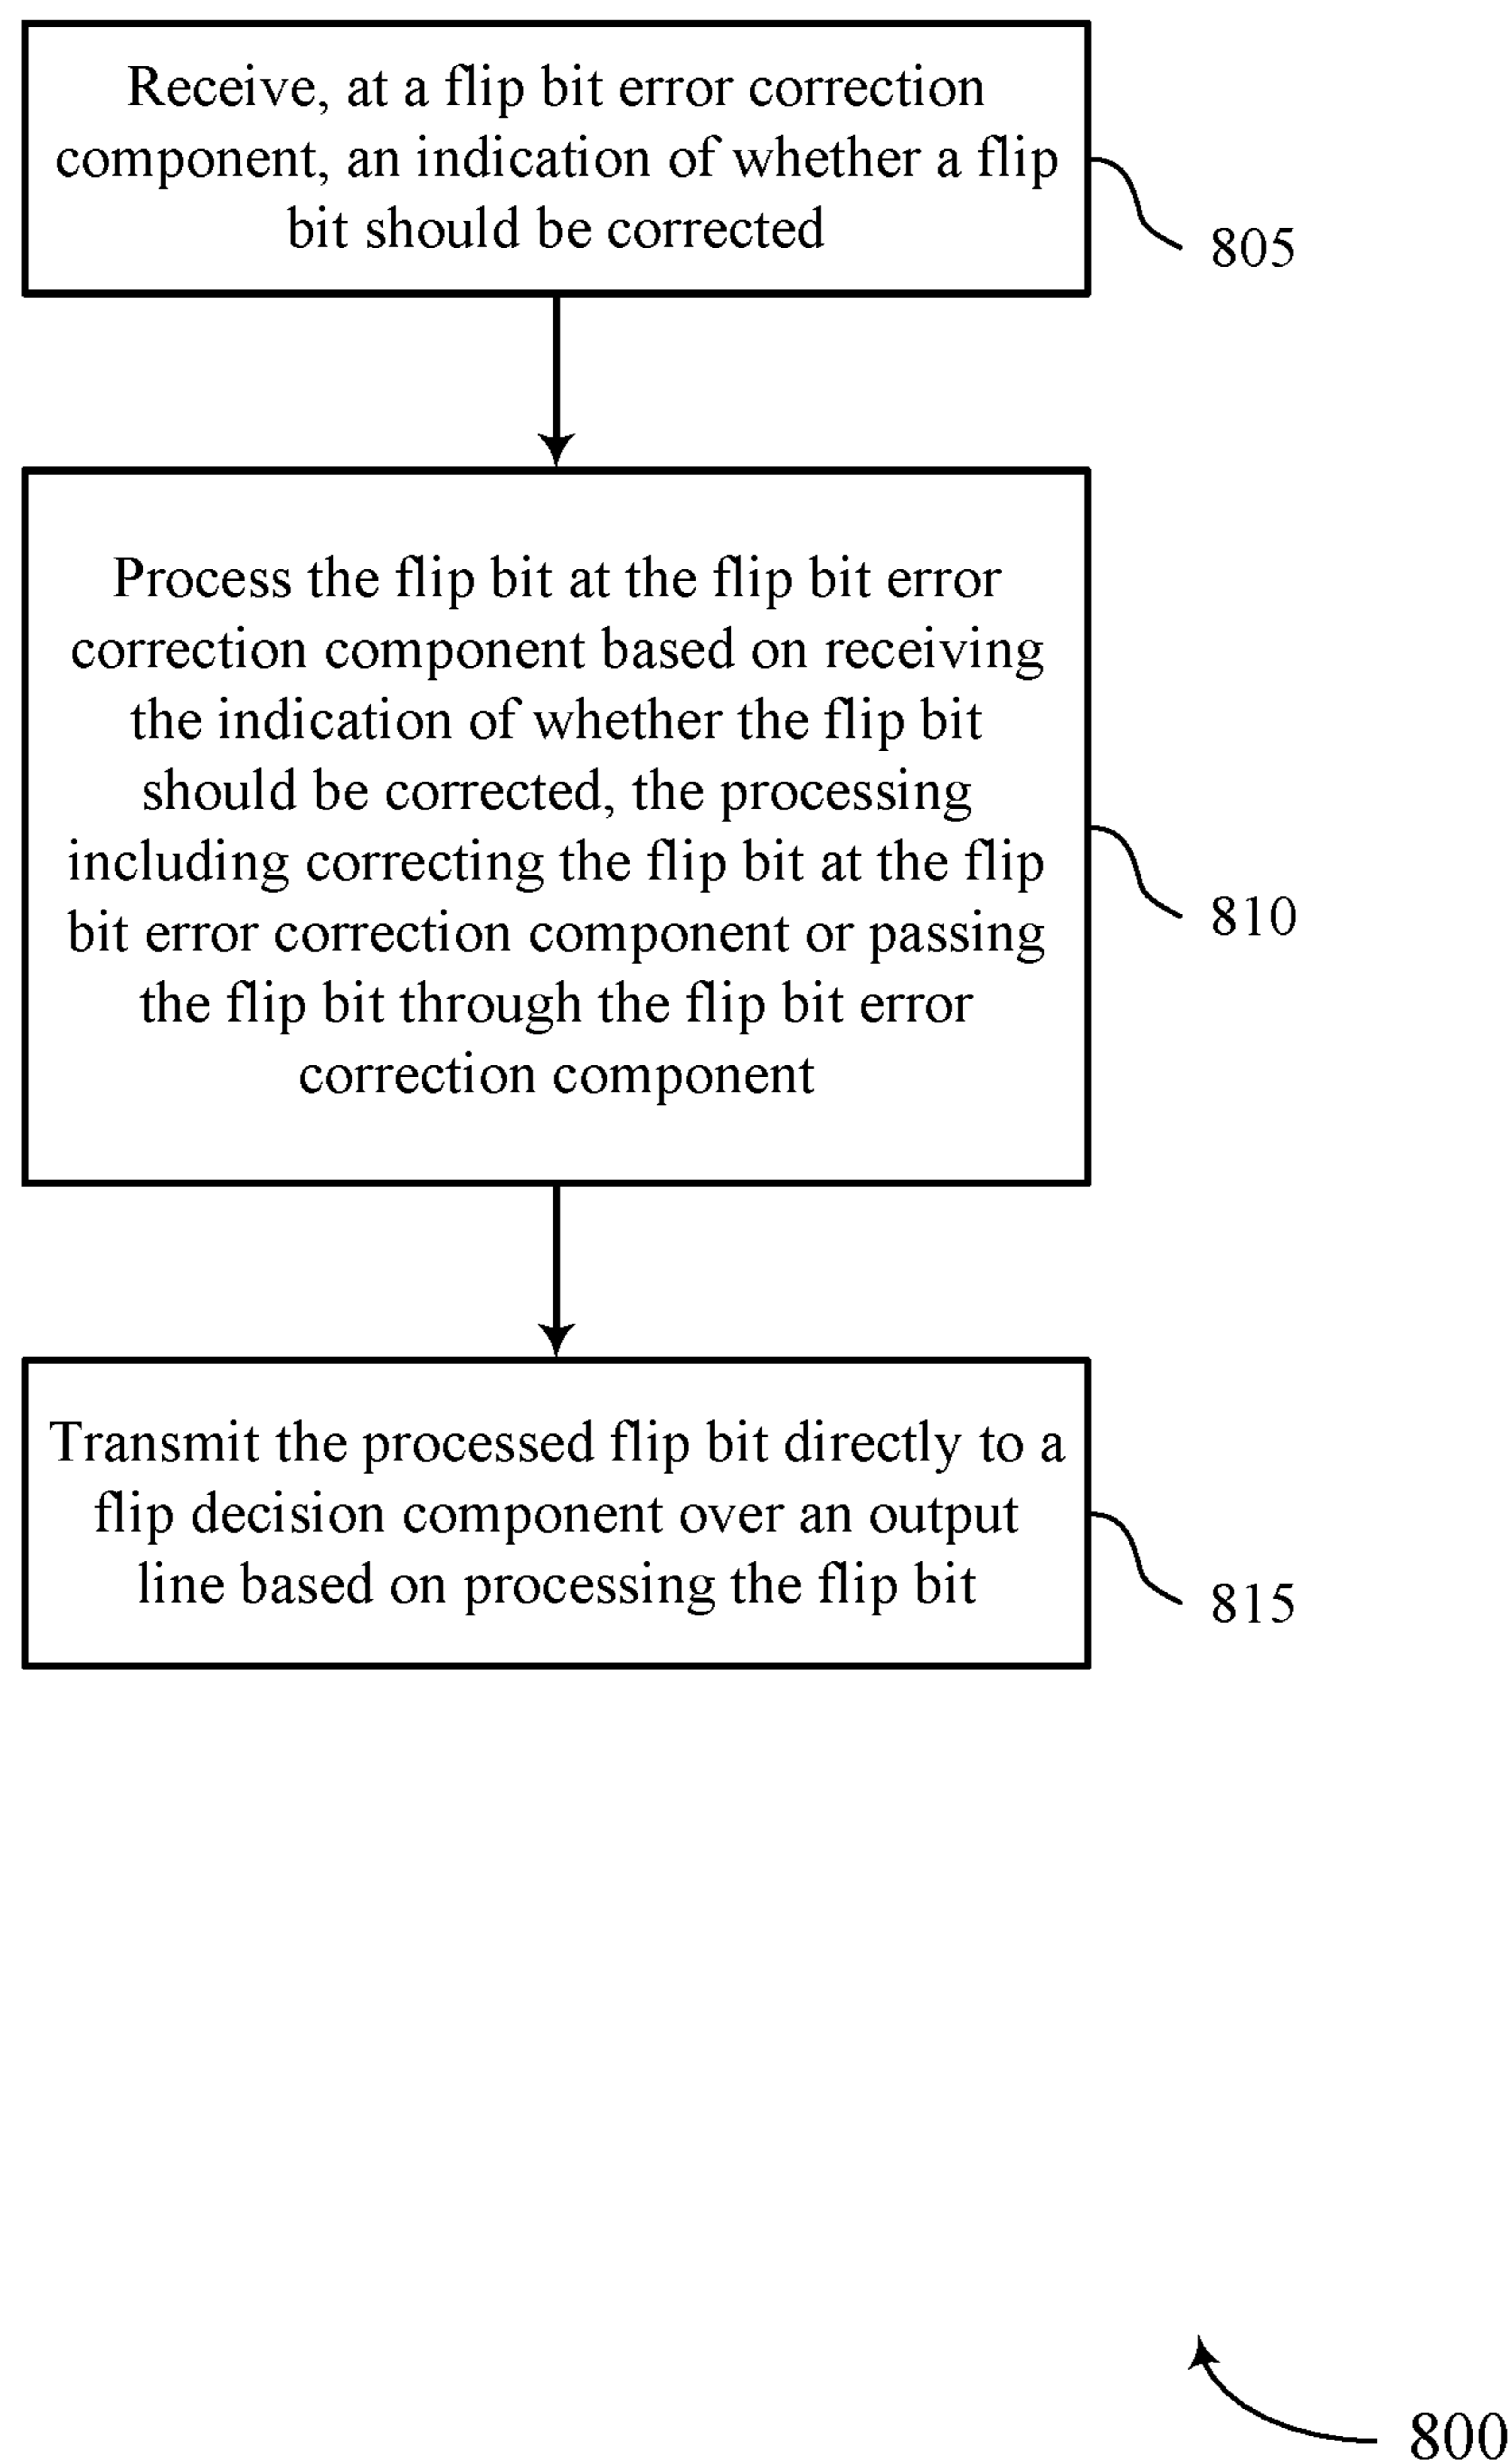 Receive, at a flip bit error correction
component, an indication of whether a flip
bit should be corrected
805
Process the flip bit at the flip bit error
correction component based on receiving
the indication of whether the flip bit
should be corrected, the processing
including correcting the flip bit at the flip
bit error correction component or passing
the flip bit through the flip bit error
correction component
810
Transmit the processed flip bit directly to a
flip decision component over an output
line based on processing the flip bit
815
800